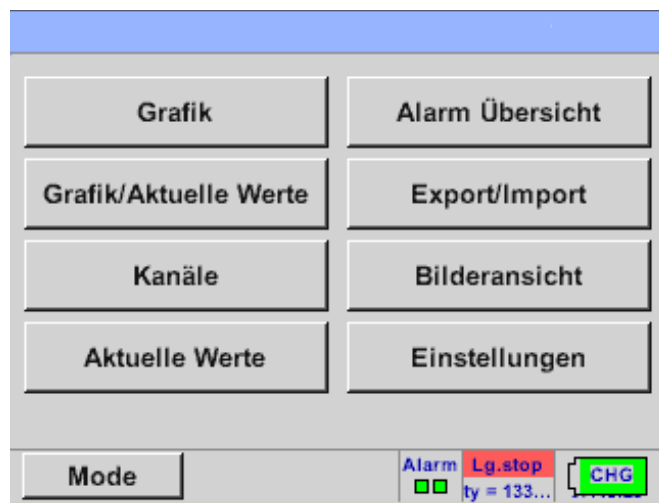 Grafik
Alarm Übersicht
Grafik/Aktuelle Werte
Export/Import
Kanäle
Bilderansicht
Aktuelle Werte
Einstellungen
Mode
Alarm
Lg.stop
ty = 133...
CHG